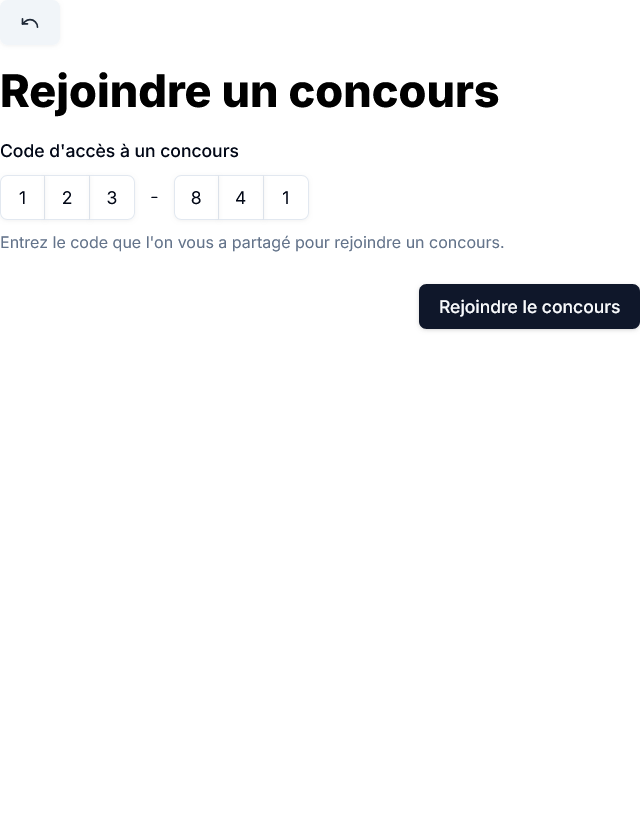 Rejoindre un concours
Code d'accès à un concours
1 2 3 - 8 4 1
Entrez le code que l'on vous a partagé pour rejoindre un concours.
Rejoindre le concours